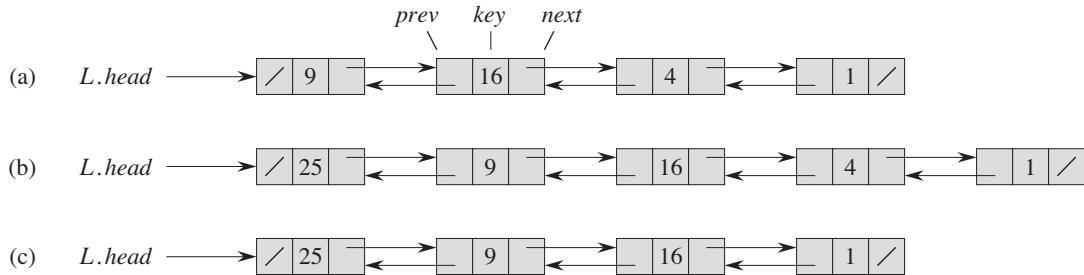 prev key next
(a) L.head / 9 16 4 1 /
(b) L.head / 25 9 16 4 1 /
(c) L.head / 25 9 16 1 /